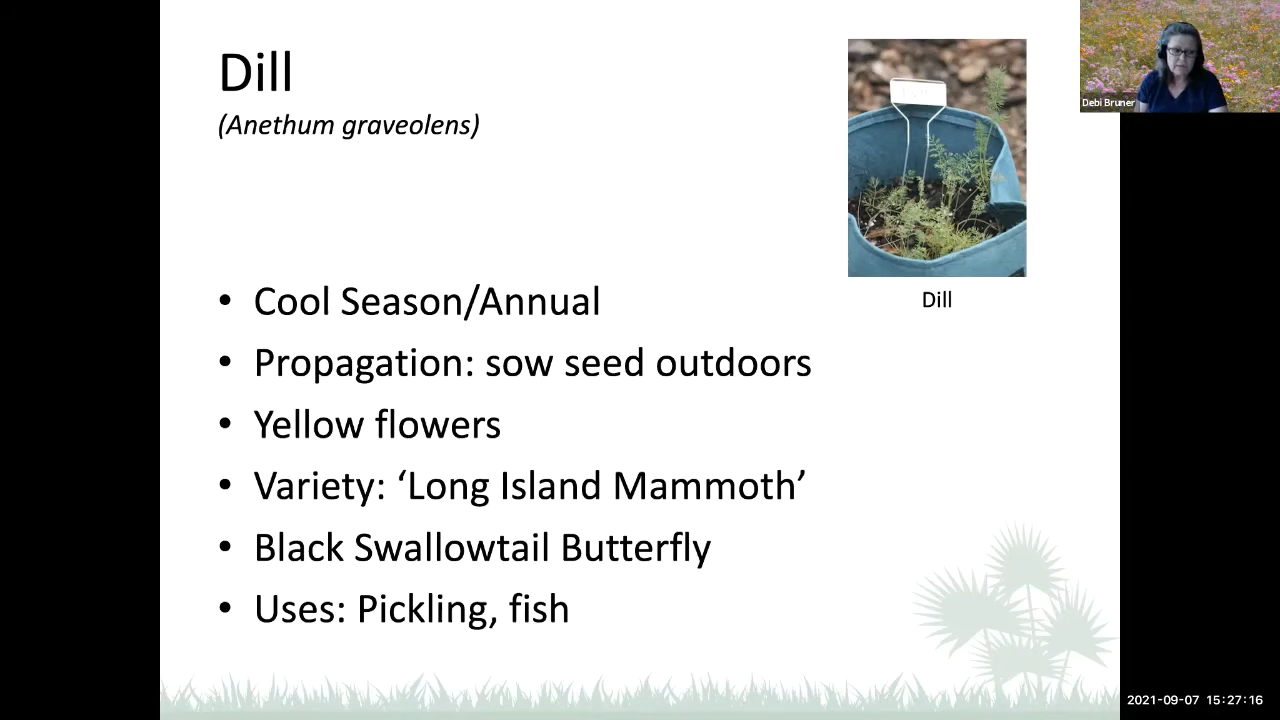 Dill
(Anethum graveolens)
Debi Bruner
Dill
• Cool Season/Annual
• Propagation: sow seed outdoors
• Yellow flowers
• Variety: ‘Long Island Mammoth’
• Black Swallowtail Butterfly
• Uses: Pickling, fish
2021-09-07 15:27:16